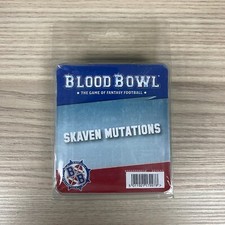 BLOOD BOWL
THE GAME OF FANTASY FOOTBALL
SKAVEN MUTATIONS